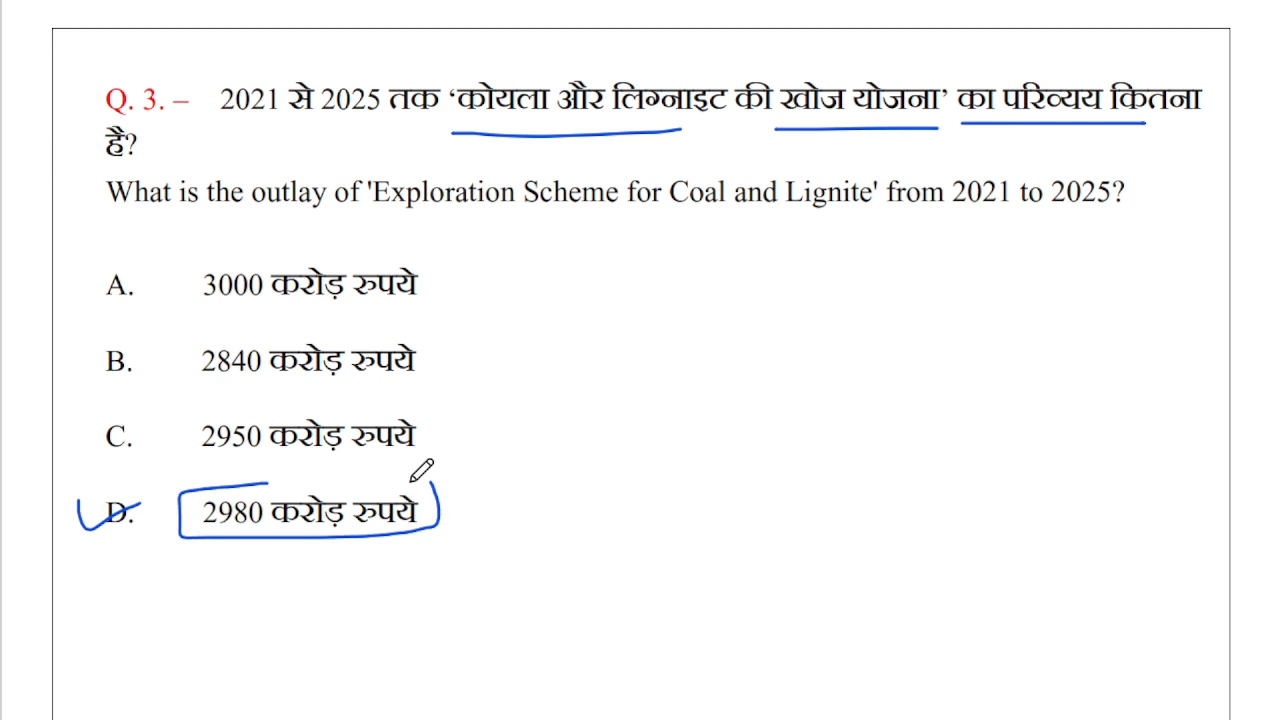 Q. 3. – 2021 से 2025 तक ‘कोयला और लिग्नाइट की खोज योजना’ का परिव्यय कितना
है?
What is the outlay of 'Exploration Scheme for Coal and Lignite' from 2021 to 2025?
A. 3000 करोड़ रुपये
B. 2840 करोड़ रुपये
C. 2950 करोड़ रुपये
D. 2980 करोड़ रुपये